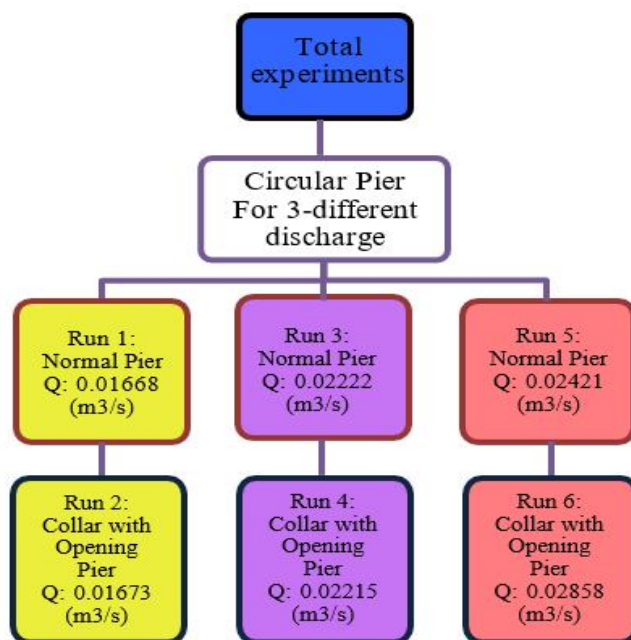 Total
experiments
Circular Pier
For 3-different
discharge
Run 1:
Normal Pier
Q: 0.01668
(m3/s)
Run 3:
Normal Pier
Q: 0.02222
(m3/s)
Run 5:
Normal Pier
Q: 0.02421
(m3/s)
Run 2:
Collar with
Opening
Pier
Q: 0.01673
(m3/s)
Run 4:
Collar with
Opening
Pier
Q: 0.02215
(m3/s)
Run 6:
Collar with
Opening
Pier
Q: 0.02858
(m3/s)